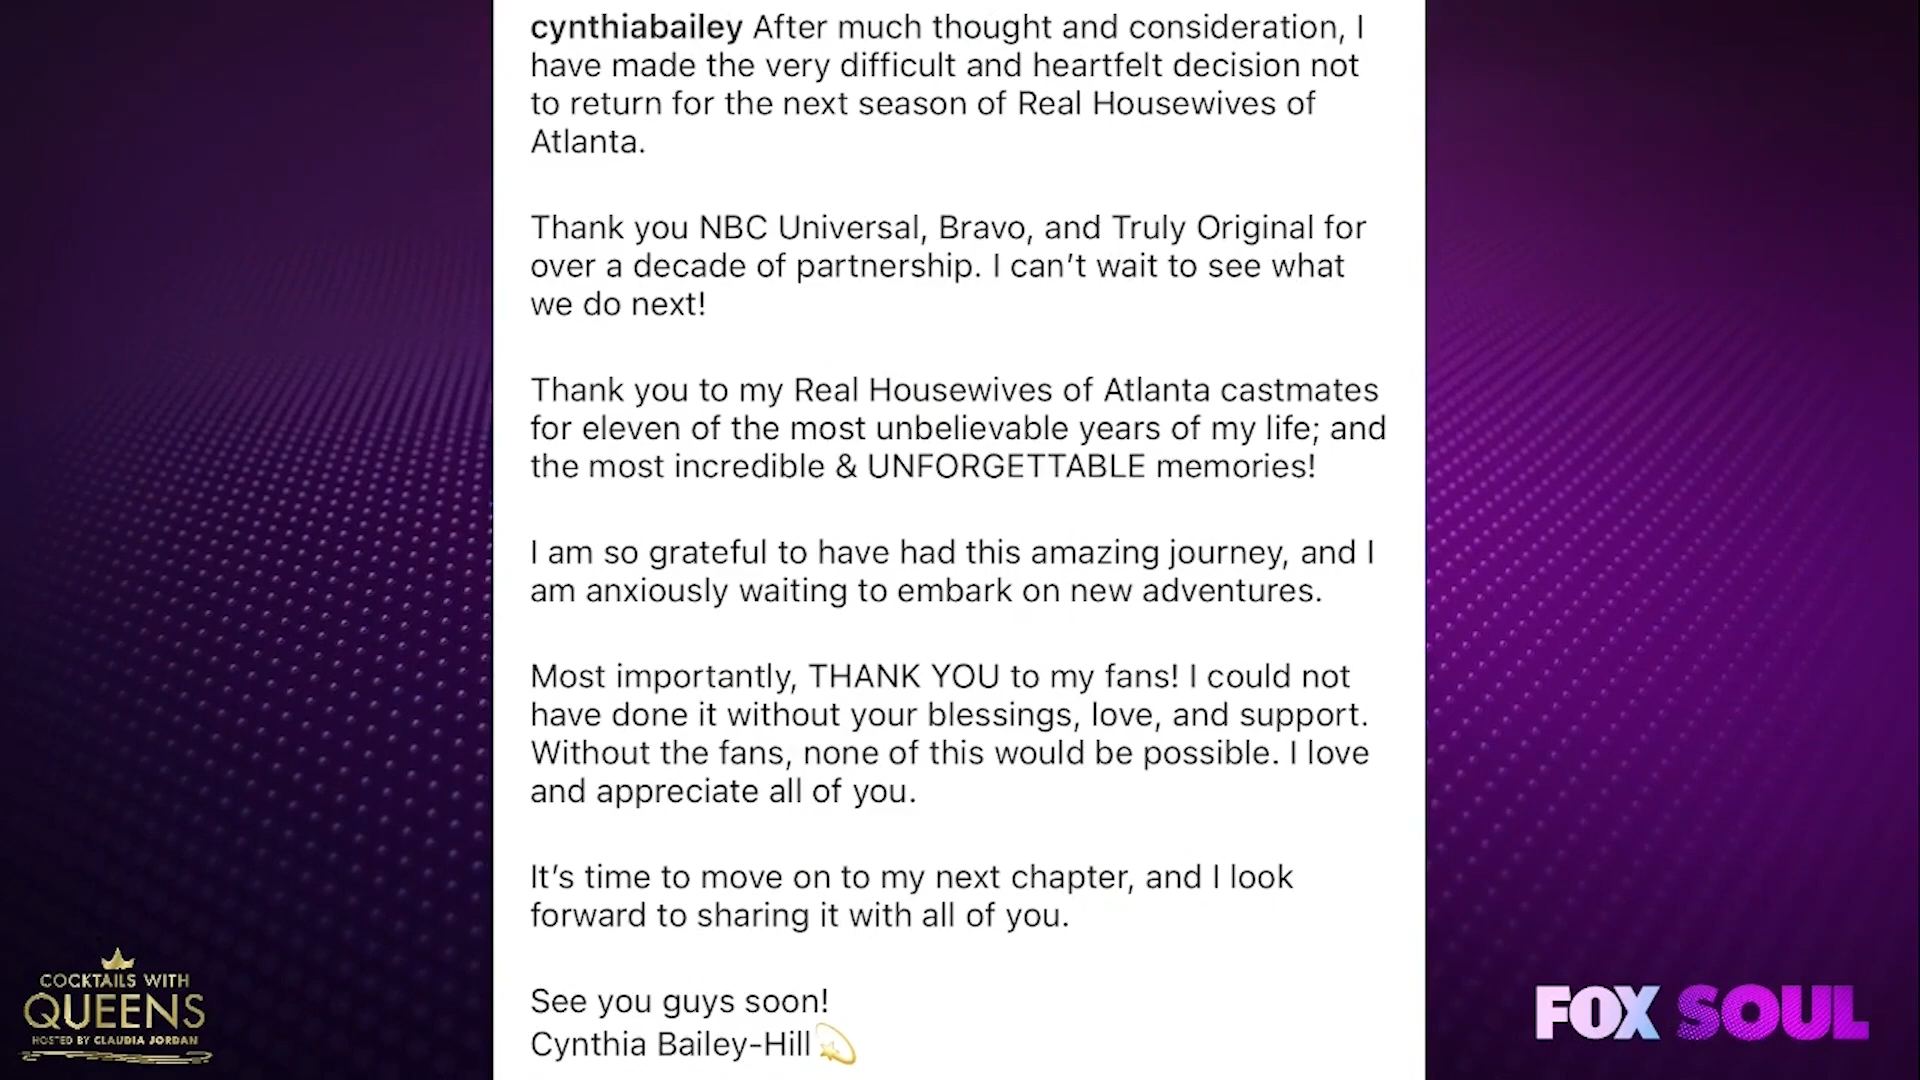 cynthiabailey After much thought and consideration, I
have made the very difficult and heartfelt decision not
to return for the next season of Real Housewives of
Atlanta.
Thank you NBC Universal, Bravo, and Truly Original for
over a decade of partnership. I can’t wait to see what
we do next!
Thank you to my Real Housewives of Atlanta castmates
for eleven of the most unbelievable years of my life; and
the most incredible & UNFORGETTABLE memories!
I am so grateful to have had this amazing journey, and I
am anxiously waiting to embark on new adventures.
Most importantly, THANK YOU to my fans! I could not
have done it without your blessings, love, and support.
Without the fans, none of this would be possible. I love
and appreciate all of you.
It’s time to move on to my next chapter, and I look
forward to sharing it with all of you.
See you guys soon!
Cynthia Bailey-Hill💫
COCKTAILS WITH
QUEENS
HOSTED BY CLAUDIA JORDAN
FOX SOUL